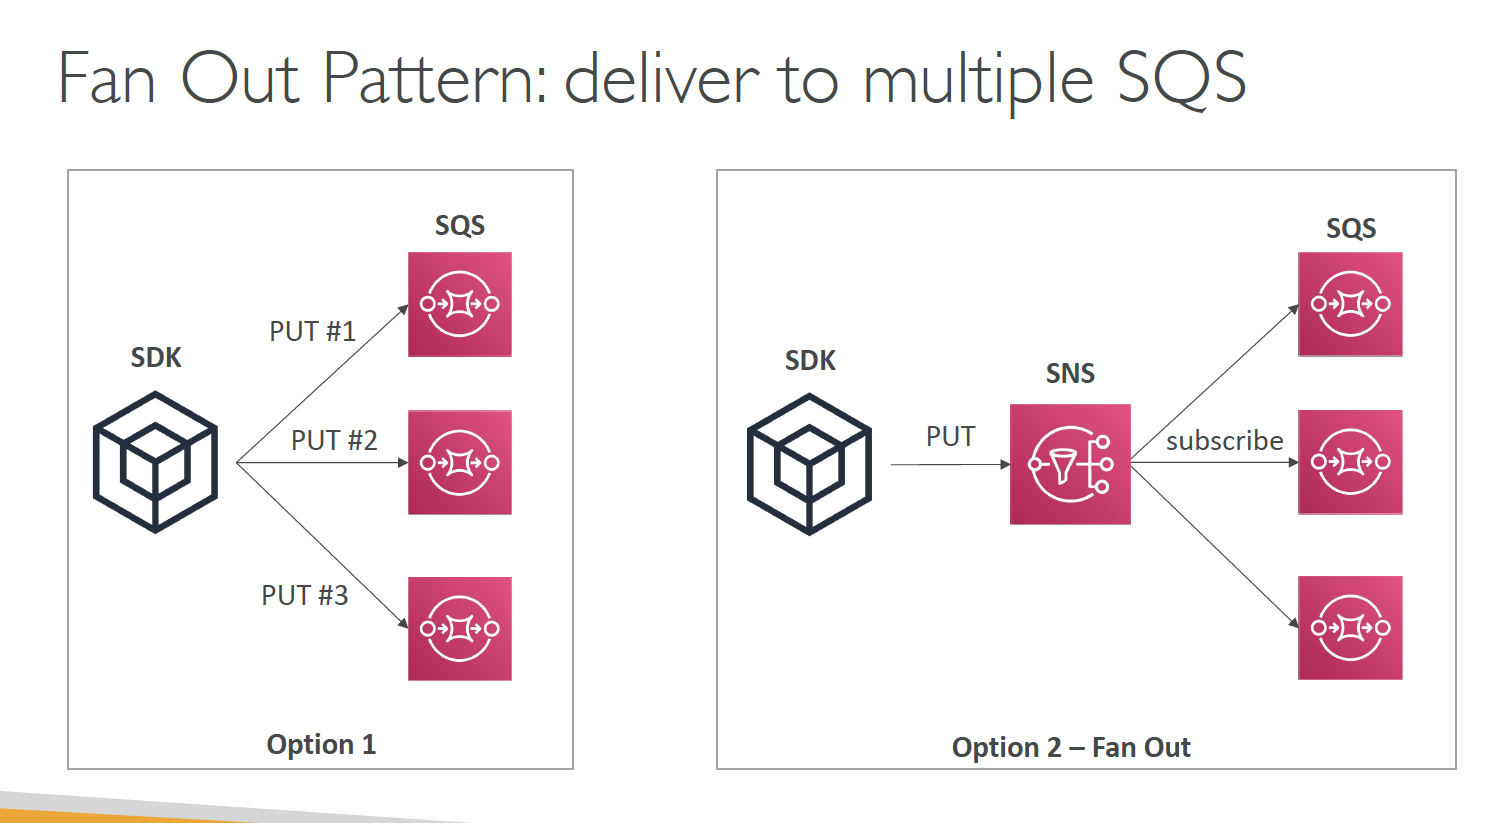 Fan Out Pattern: deliver to multiple SQS
SQS
PUT #1
SDK
PUT #2
PUT #3
Option 1
SQS
SDK
SNS
PUT
subscribe
Option 2 – Fan Out